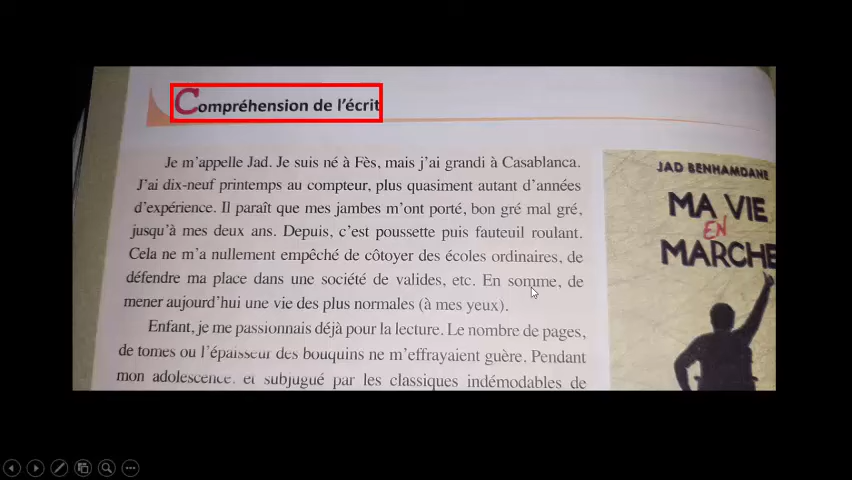 Compréhension de l'écrit
Je m'appelle Jad. Je suis né à Fès, mais j'ai grandi à Casablanca.
J'ai dix-neuf printemps au compteur, plus quasiment autant d'années
d'expérience. Il paraît que mes jambes m'ont porté, bon gré mal gré,
jusqu'à mes deux ans. Depuis, c'est poussette puis fauteuil roulant.
Cela ne m'a nullement empêché de côtoyer des écoles ordinaires, de
défendre ma place dans une société de valides, etc. En somme, de
mener aujourd'hui une vie des plus normales (à mes yeux).
Enfant, je me passionnais déjà pour la lecture. Le nombre de pages,
de tomes ou l'épaisseur des bouquins ne m'effrayaient guère. Pendant
mon adolescence, et subjugué par les classiques indémodables de
JAD BENHAMDANE
MA VIE
EN
MARCHE